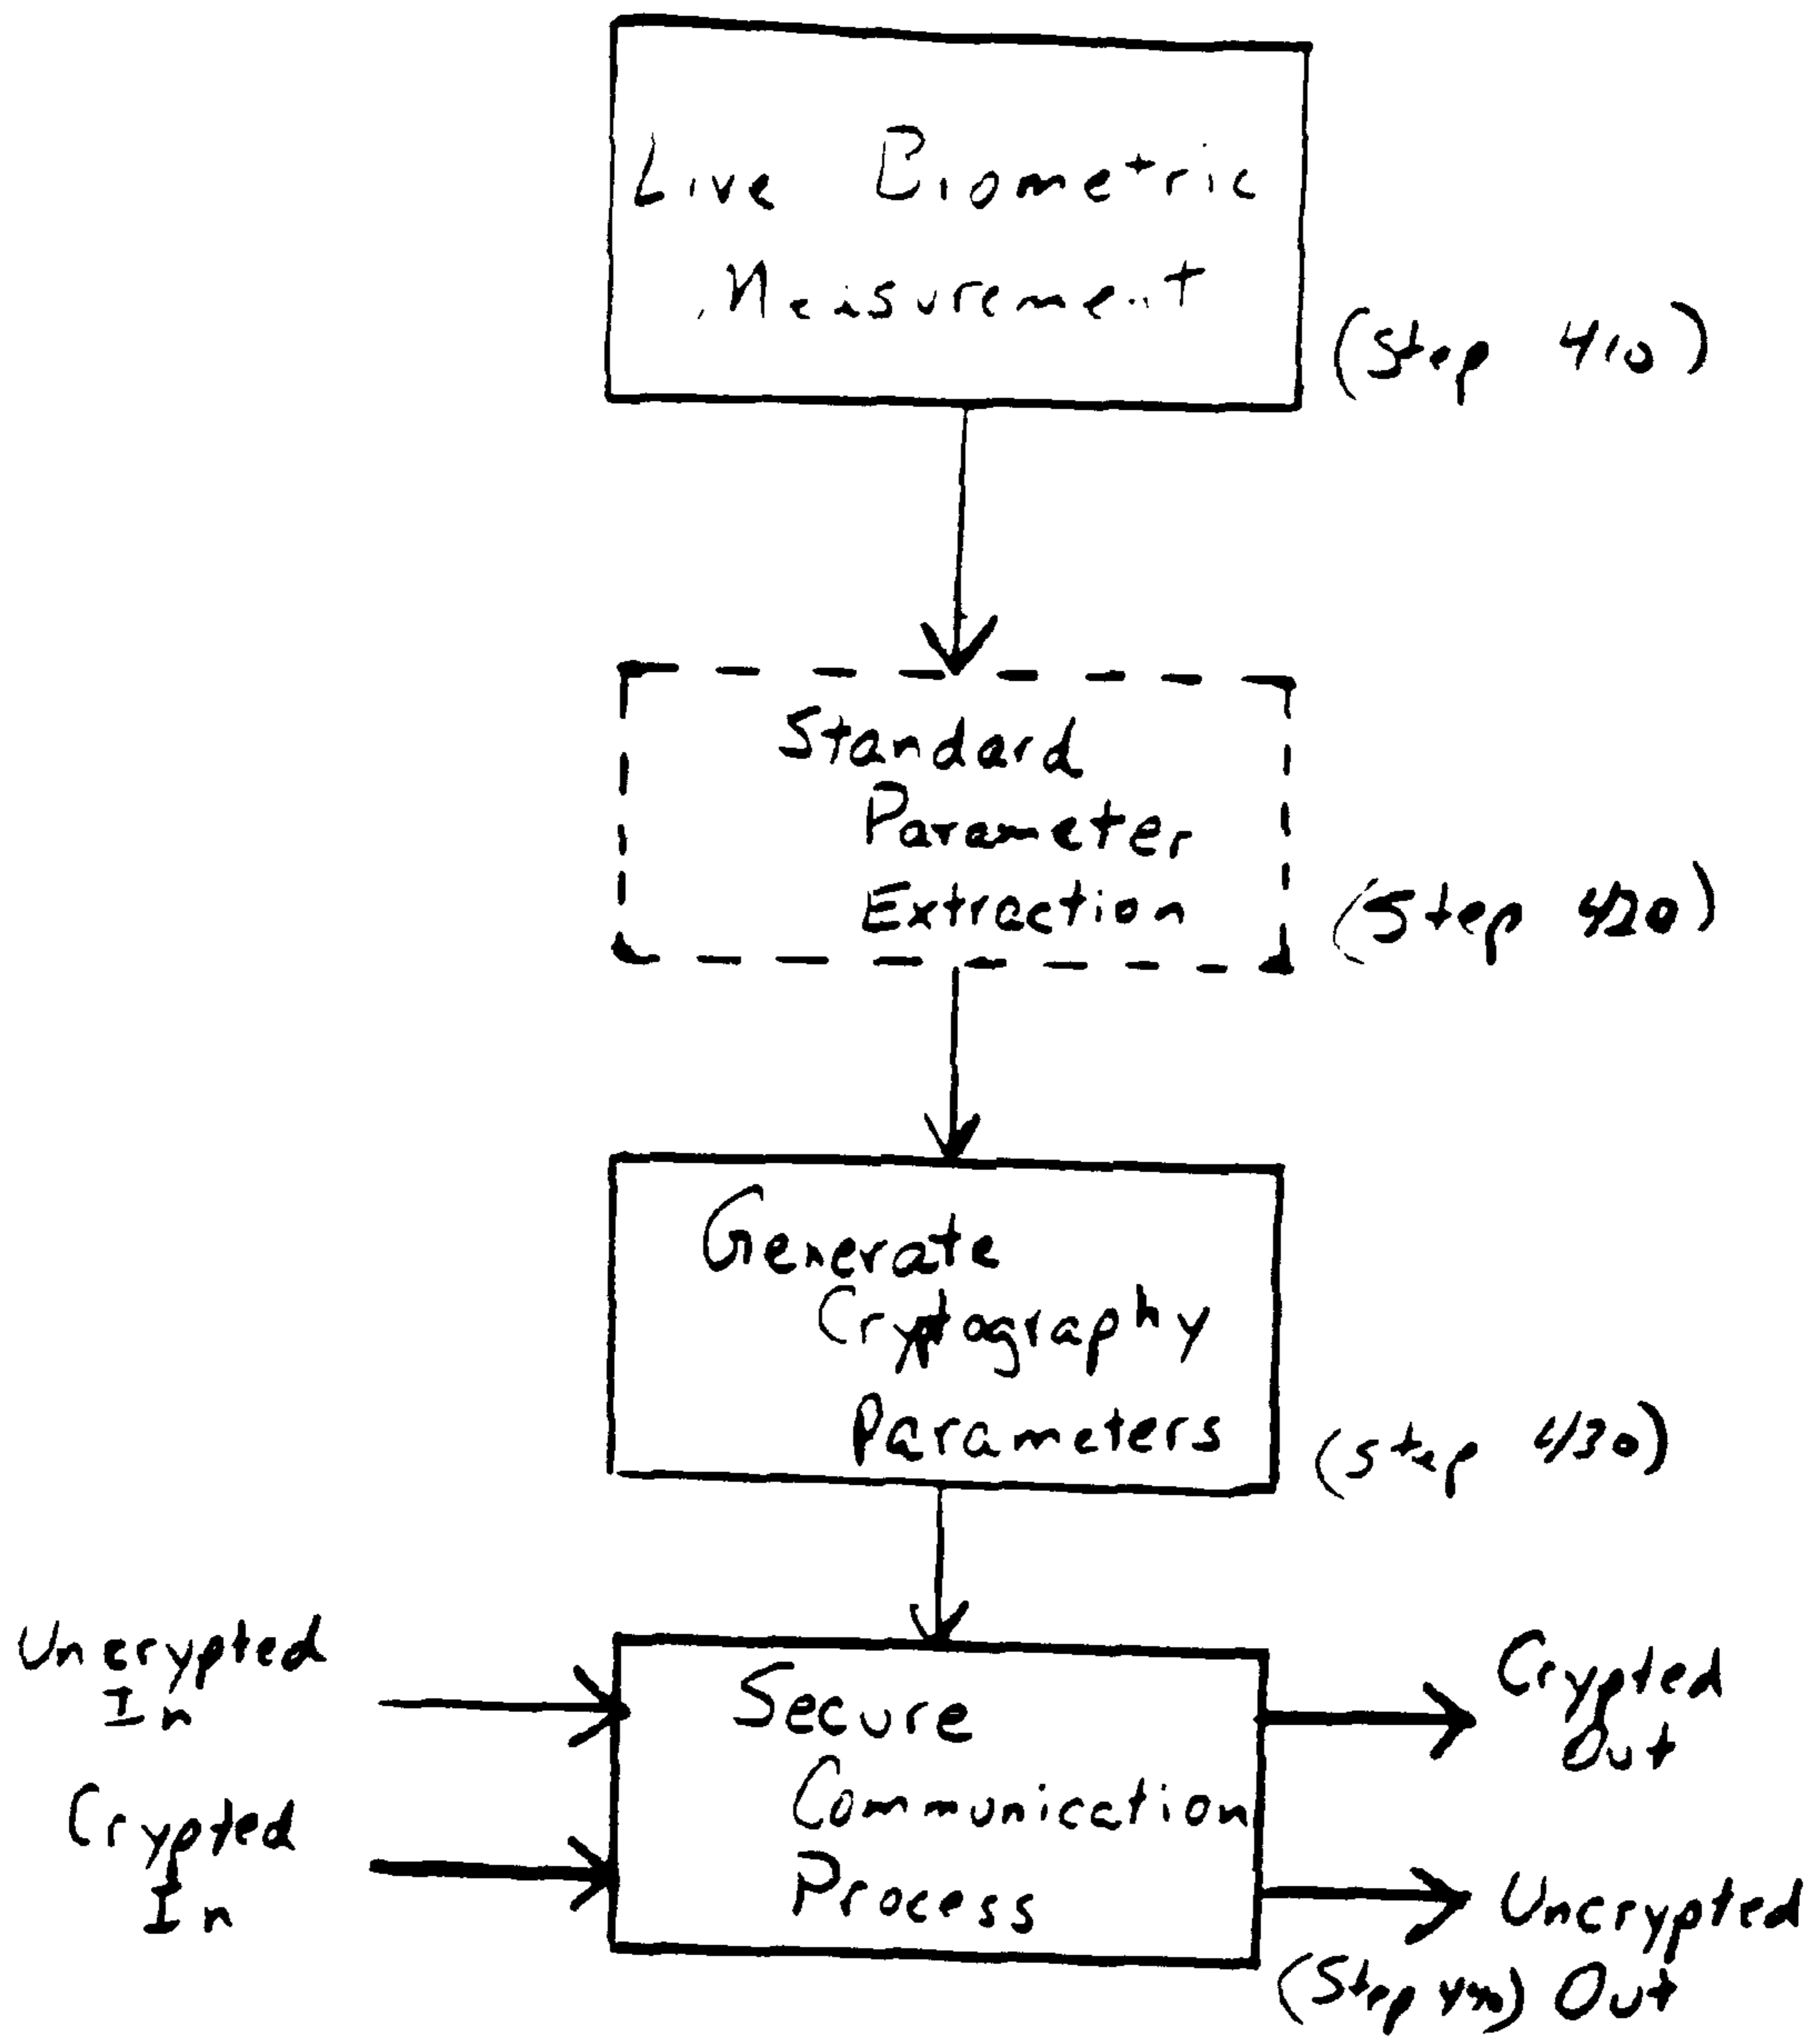 Live Biometric
Measurement
(Step 410)
Standard
Parameter
Extraction
(Step 420)
Generate
Cryptography
Parameters
(Step 430)
Uncrypted
In
Crypted
In
Secure
Communication
Process
Crypted
Out
Uncrypted
Out
(Step